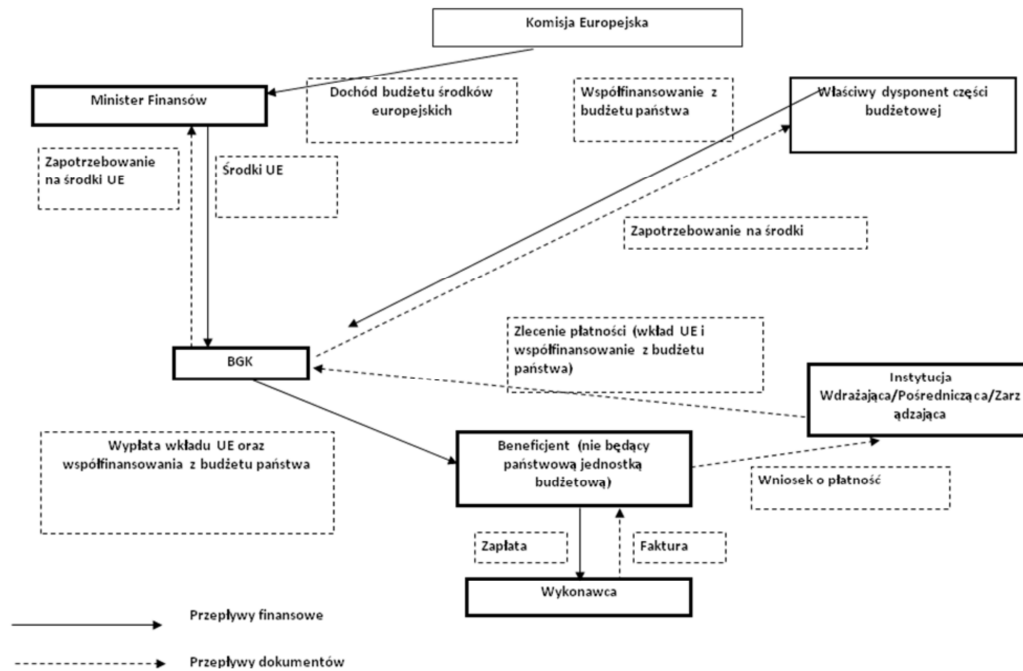 Komisja Europejska
Minister Finansów
Dochód budżetu środków
europejskich
Współfinansowanie z
budżetu państwa
Właściwy dysponent części
budżetowej
Zapotrzebowanie
na środki UE
Środki UE
Zapotrzebowanie na środki
Zlecenie płatności (wkład UE i
współfinansowanie z budżetu
państwa)
BGK
Instytucja
Wdrażająca/Pośrednicząca/Zarz
ądzająca
Wypłata wkładu UE oraz
współfinansowania z budżetu państwa
Beneficjent (nie będący
państwową jednostką
budżetową)
Wniosek o płatność
Zapłata
Faktura
Wykonawca
Przepływy finansowe
Przepływy dokumentów